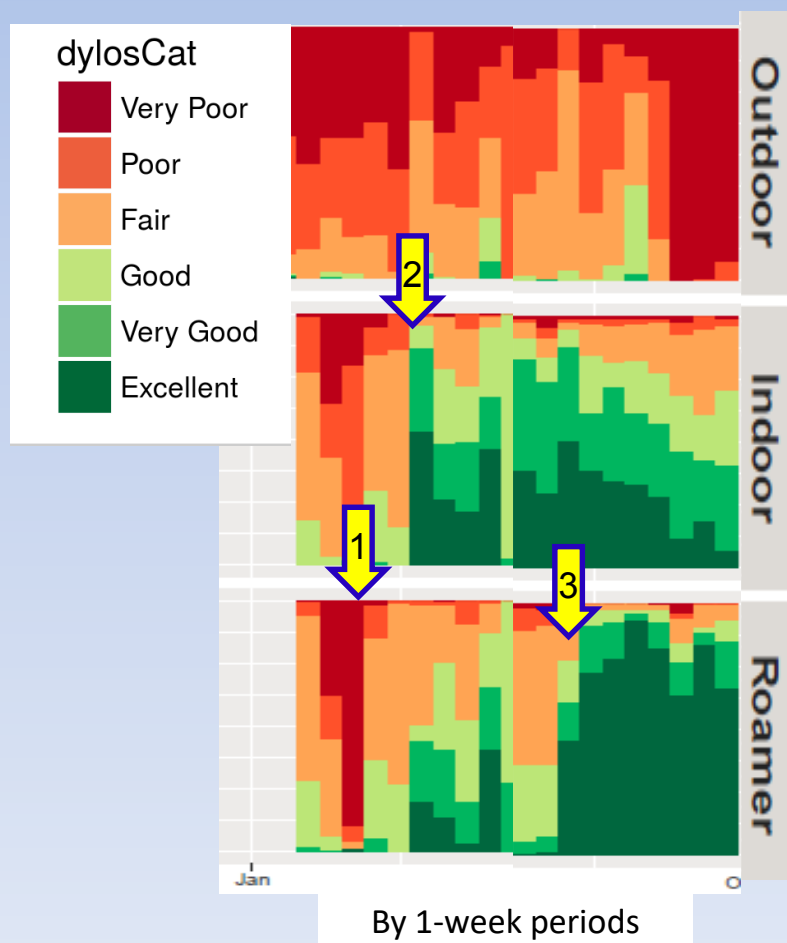 dylosCat
Very Poor
Poor
Fair
Good
Very Good
Excellent
Outdoor
2
Indoor
1
3
Roamer
Jan
O
By 1-week periods